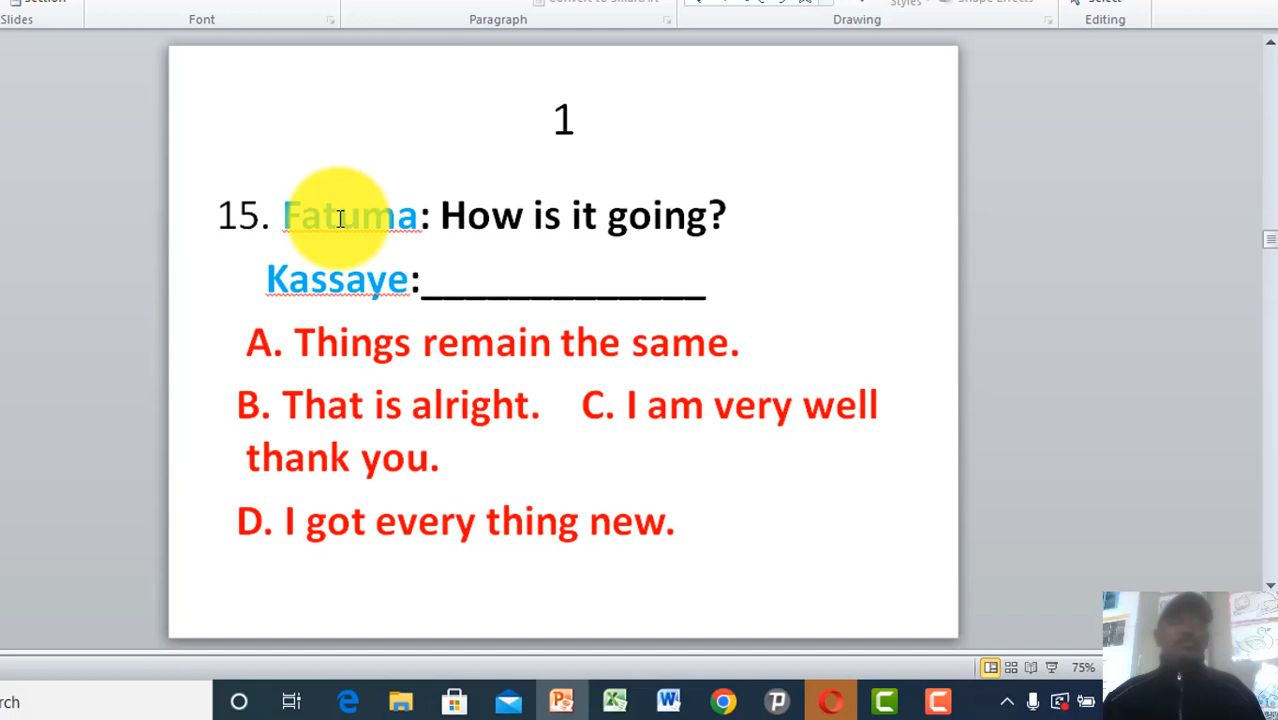 Slides
Font
Paragraph
Drawing
Editing
1
15. Fatuma: How is it going?
Kassaye:_____________
A. Things remain the same.
B. That is alright. C. I am very well
thank you.
D. I got every thing new.
75%
rch